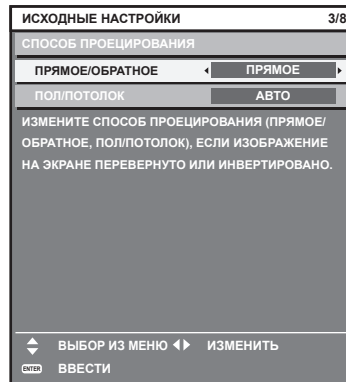 ИСХОДНЫЕ НАСТРОЙКИ 3/8
СПОСОБ ПРОЕЦИРОВАНИЯ
ПРЯМОЕ/ОБРАТНОЕ ПРЯМОЕ
ПОЛ/ПОТОЛОК АВТО
ИЗМЕНИТЕ СПОСОБ ПРОЕЦИРОВАНИЯ (ПРЯМОЕ/
ОБРАТНОЕ, ПОЛ/ПОТОЛОК), ЕСЛИ ИЗОБРАЖЕНИЕ
НА ЭКРАНЕ ПЕРЕВЕРНУТО ИЛИ ИНВЕРТИРОВАНО.
ВЫБОР ИЗ МЕНЮ ИЗМЕНИТЬ
ENTER ВВЕСТИ